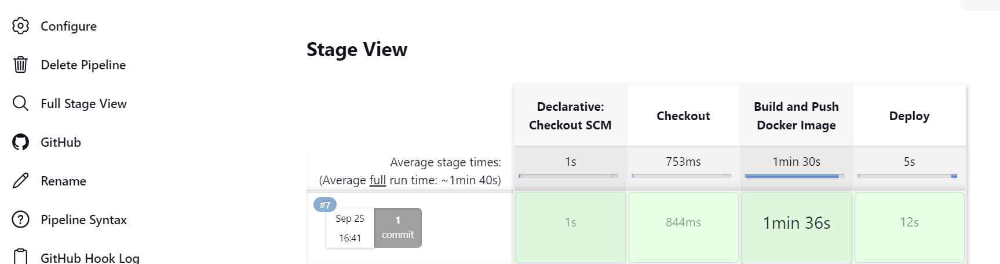 Configure
Delete Pipeline
Full Stage View
GitHub
Rename
Pipeline Syntax
GitHub Hook Log
Stage View
Declarative:
Checkout SCM
Checkout
Build and Push
Docker Image
Deploy
Average stage times:
(Average full run time: ~1min 40s)
1s
753ms
1min 30s
5s
#7
Sep 25
16:41
1
commit
1s
844ms
1min 36s
12s